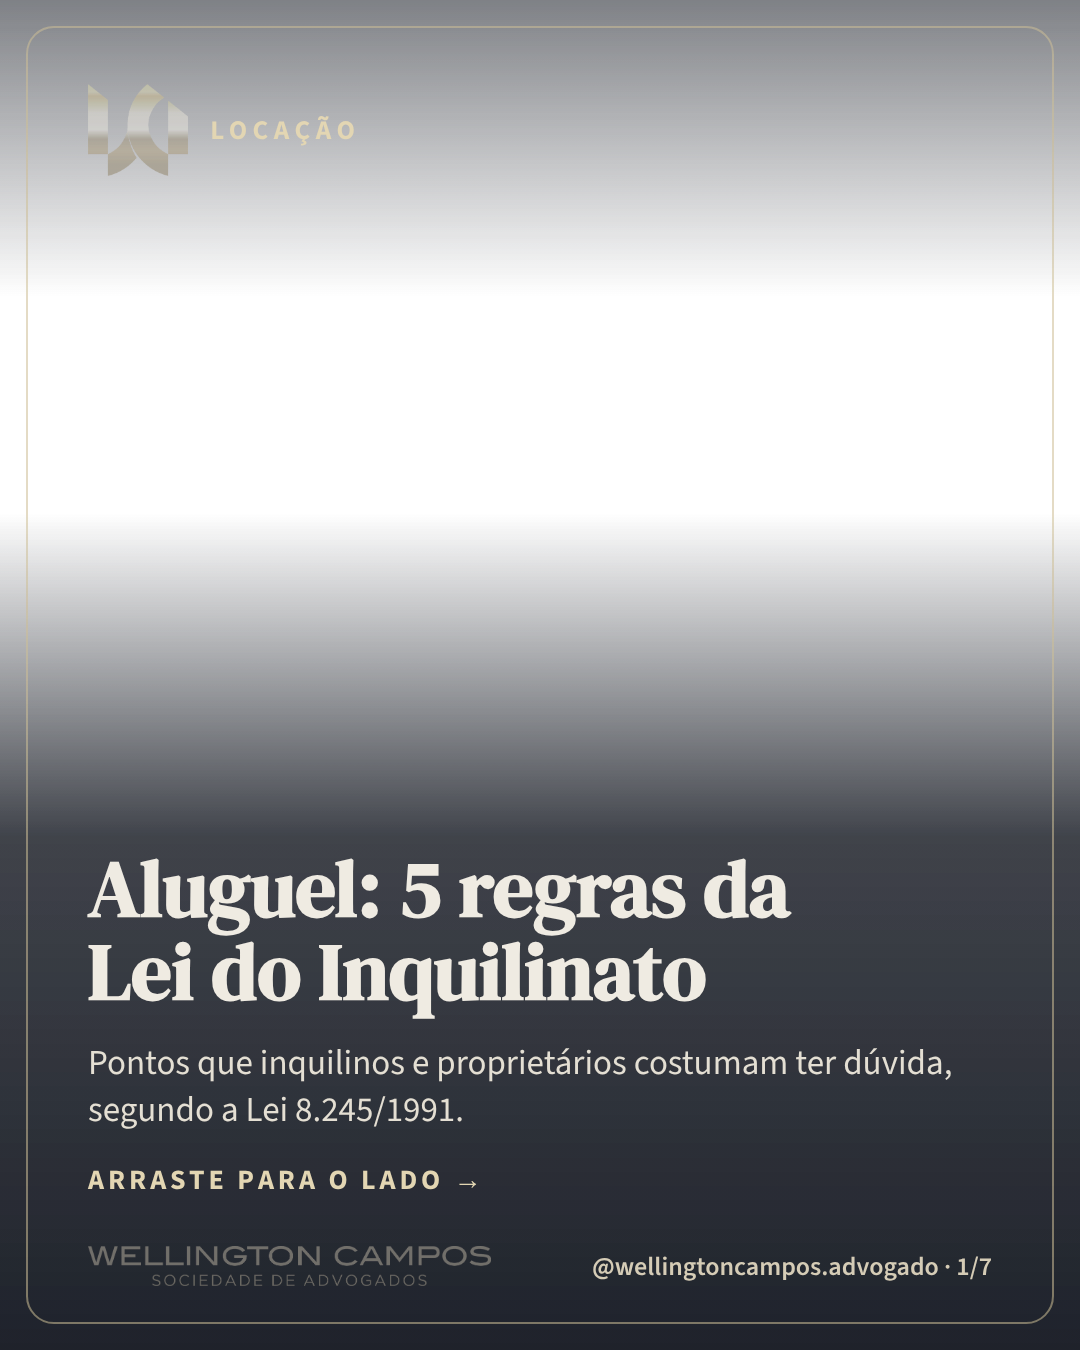 LOCAÇÃO
Aluguel: 5 regras da
Lei do Inquilinato
Pontos que inquilinos e proprietários costumam ter dúvida,
segundo a Lei 8.245/1991.
ARRASTE PARA O LADO →
WELLINGTON CAMPOS
SOCIEDADE DE ADVOGADOS
@wellingtoncampos.advogado · 1/7